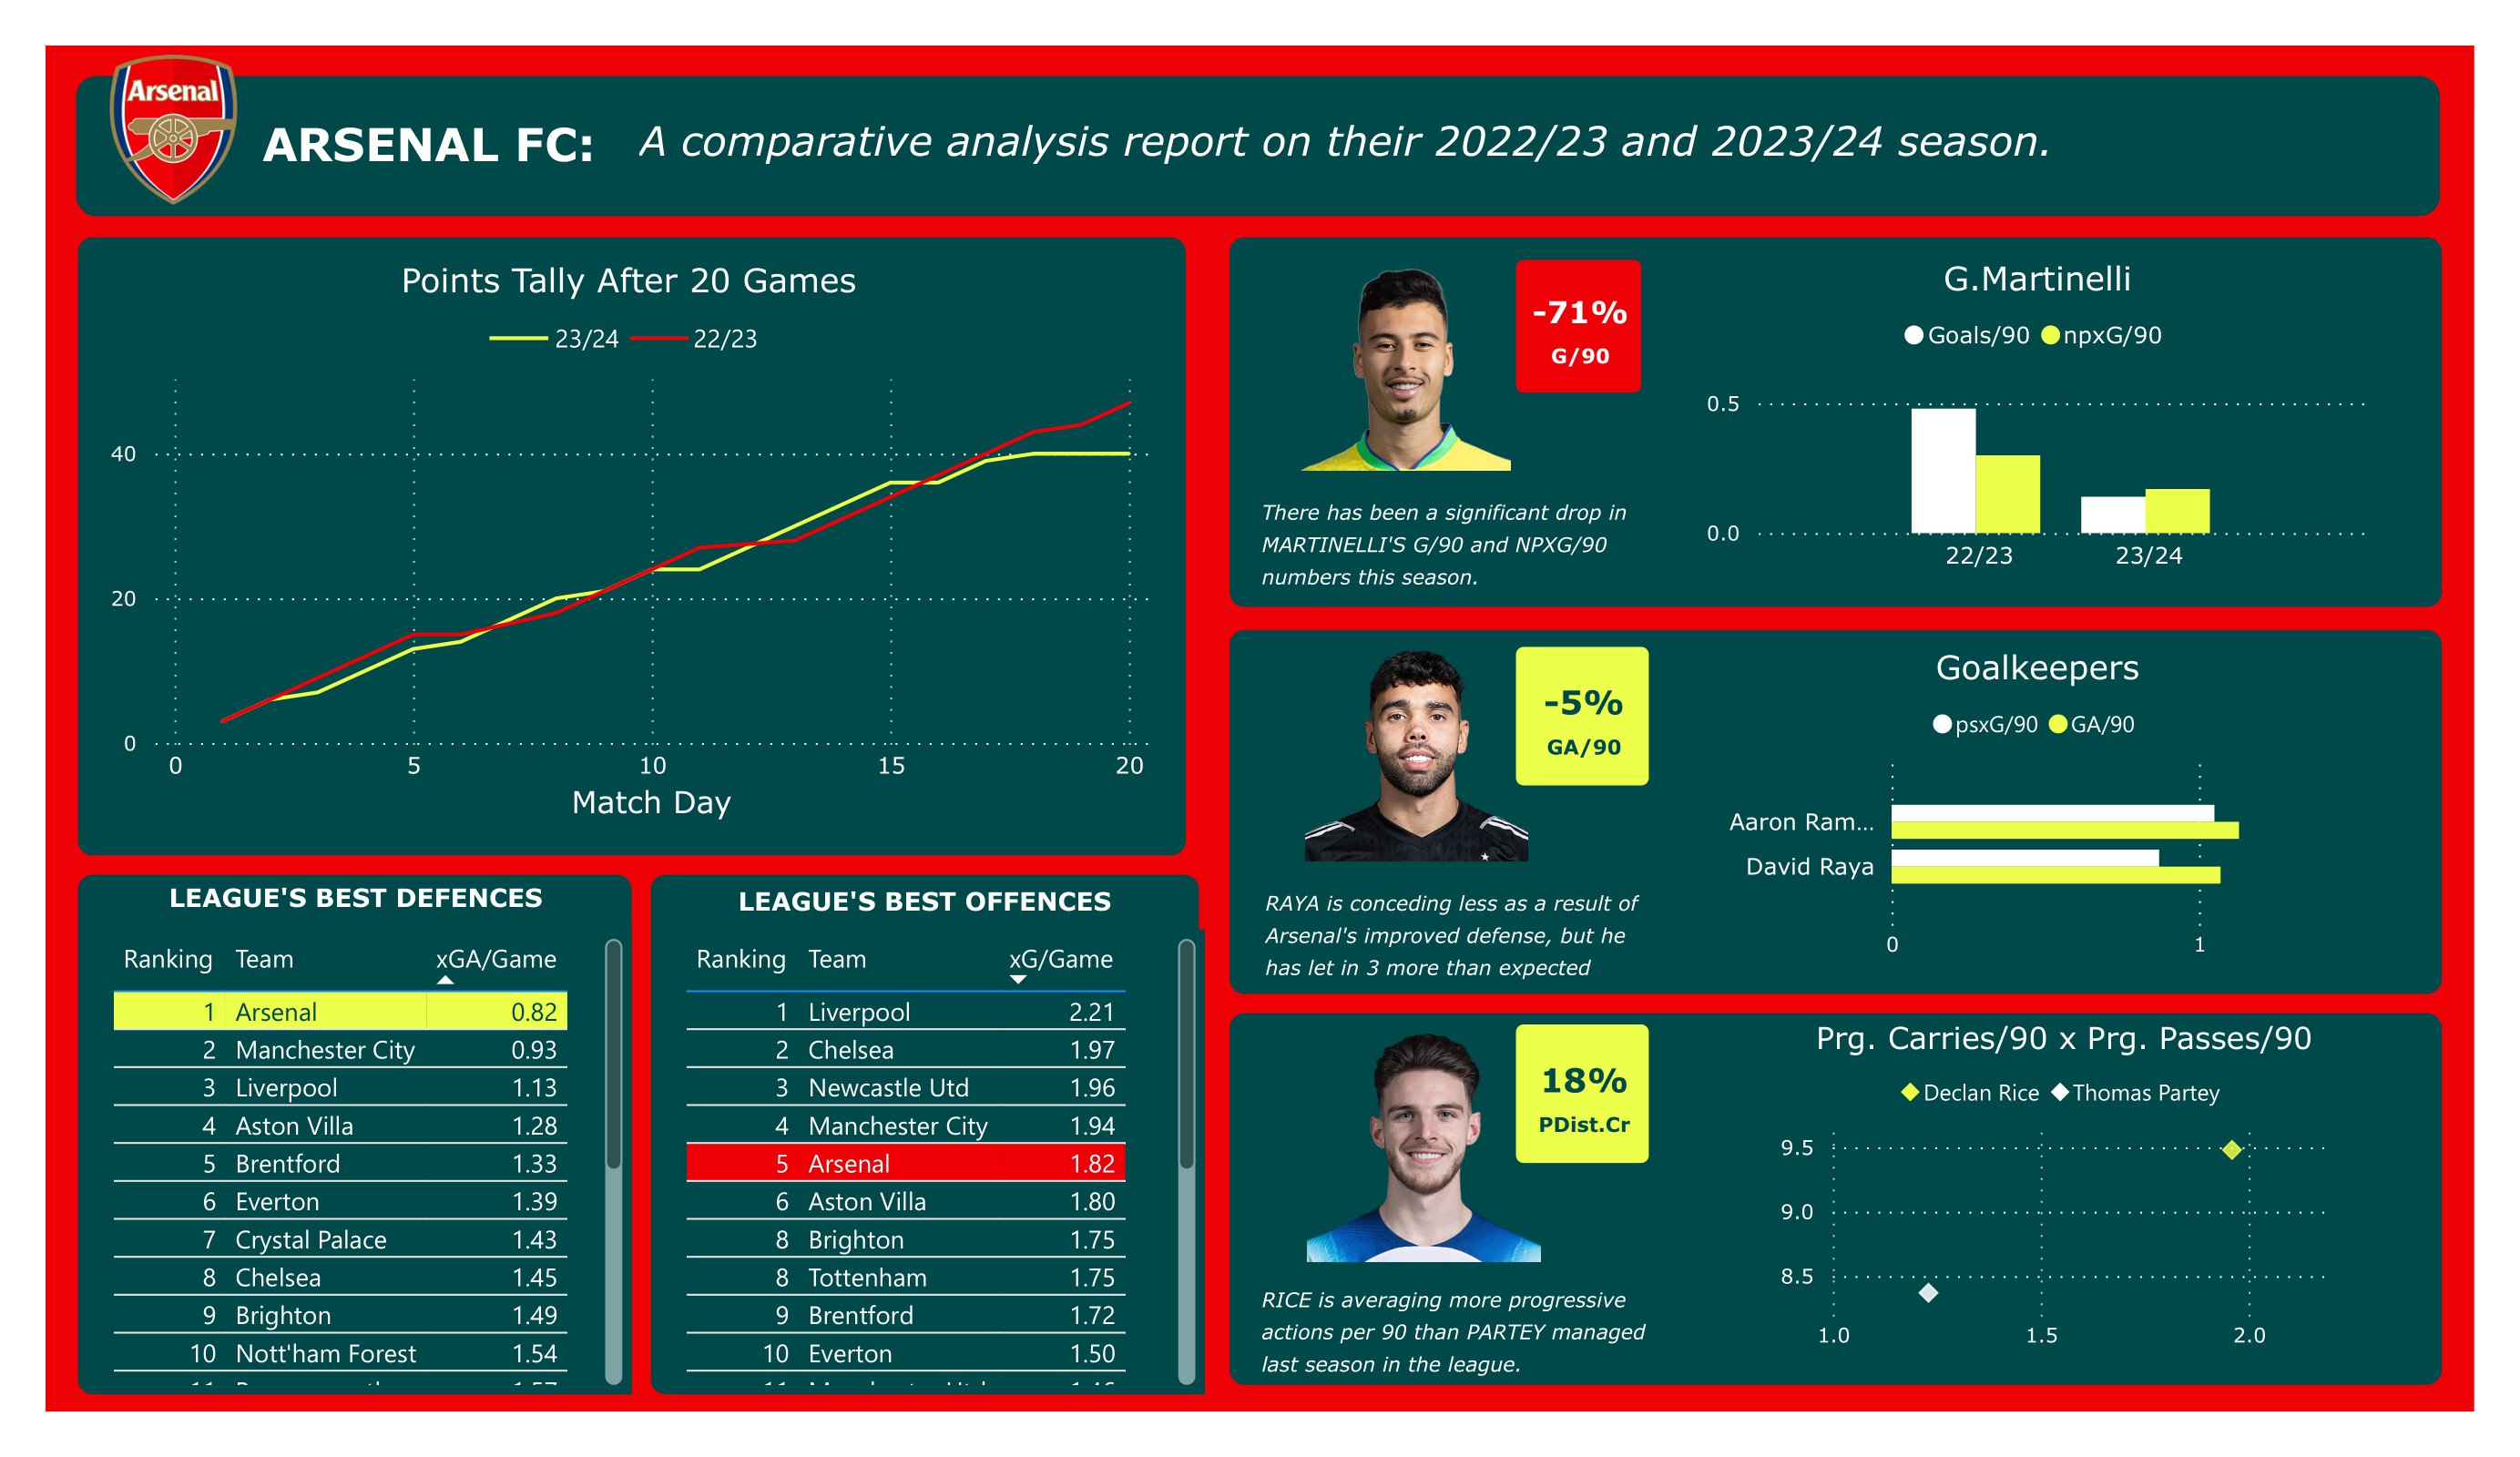 Arsenal
ARSENAL FC: A comparative analysis report on their 2022/23 and 2023/24 season.
Points Tally After 20 Games
23/24 22/23
40
20
0
0 5 10 15 20
Match Day
LEAGUE'S BEST DEFENCES
Ranking Team xGA/Game
1 Arsenal 0.82
2 Manchester City 0.93
3 Liverpool 1.13
4 Aston Villa 1.28
5 Brentford 1.33
6 Everton 1.39
7 Crystal Palace 1.43
8 Chelsea 1.45
9 Brighton 1.49
10 Nott'ham Forest 1.54
LEAGUE'S BEST OFFENCES
Ranking Team xG/Game
1 Liverpool 2.21
2 Chelsea 1.97
3 Newcastle Utd 1.96
4 Manchester City 1.94
5 Arsenal 1.82
6 Aston Villa 1.80
8 Brighton 1.75
8 Tottenham 1.75
9 Brentford 1.72
10 Everton 1.50
-71%
G/90
There has been a significant drop in
MARTINELLI'S G/90 and NPXG/90
numbers this season.
G.Martinelli
Goals/90 npxG/90
0.5
0.0
22/23 23/24
-5%
GA/90
RAYA is conceding less as a result of
Arsenal's improved defense, but he
has let in 3 more than expected
Goalkeepers
psxG/90 GA/90
Aaron Ram...
David Raya
0 1
18%
PDist.Cr
RICE is averaging more progressive
actions per 90 than PARTEY managed
last season in the league.
Prg. Carries/90 x Prg. Passes/90
Declan Rice Thomas Partey
9.5
9.0
8.5
1.0 1.5 2.0